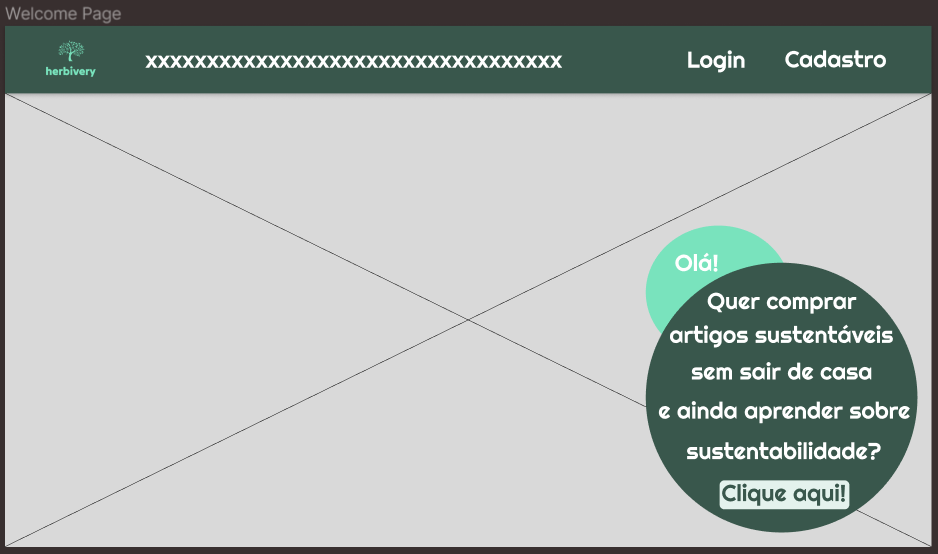 Welcome Page
herbivery
xxxxxxxxxxxxxxxxxxxxxxxxxxxxxxxxxx
Login
Cadastro
Olá!
Quer comprar
artigos sustentáveis
sem sair de casa
e ainda aprender sobre
sustentabilidade?
Clique aqui!